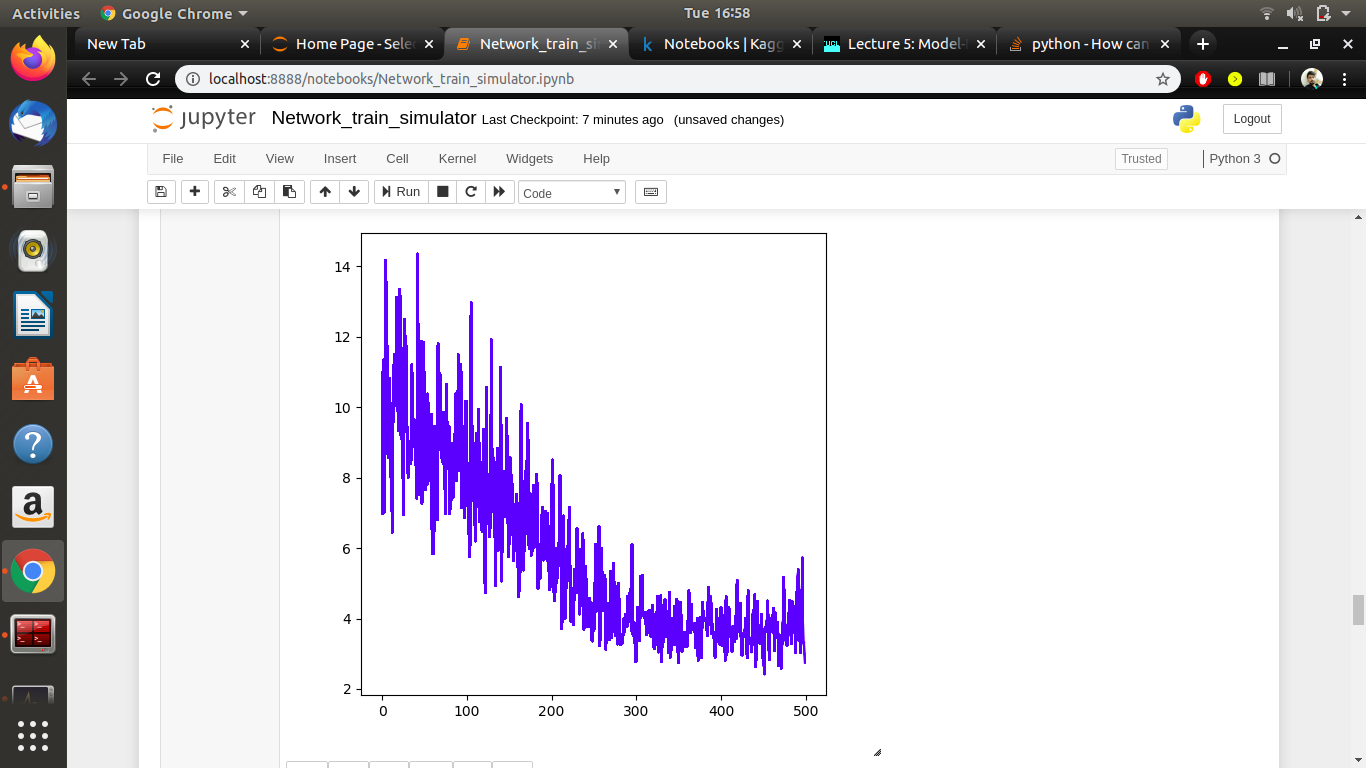 Activities Google Chrome Tue 16:58
New Tab Home Page - Sele Network_train_si Notebooks | Kagg Lecture 5: Model- python - How can
localhost:8888/notebooks/Network_train_simulator.ipynb
jupyter Network_train_simulator Last Checkpoint: 7 minutes ago (unsaved changes) Logout
File Edit View Insert Cell Kernel Widgets Help Trusted Python 3
Run Code
14
12
10
8
6
4
2
0 100 200 300 400 500